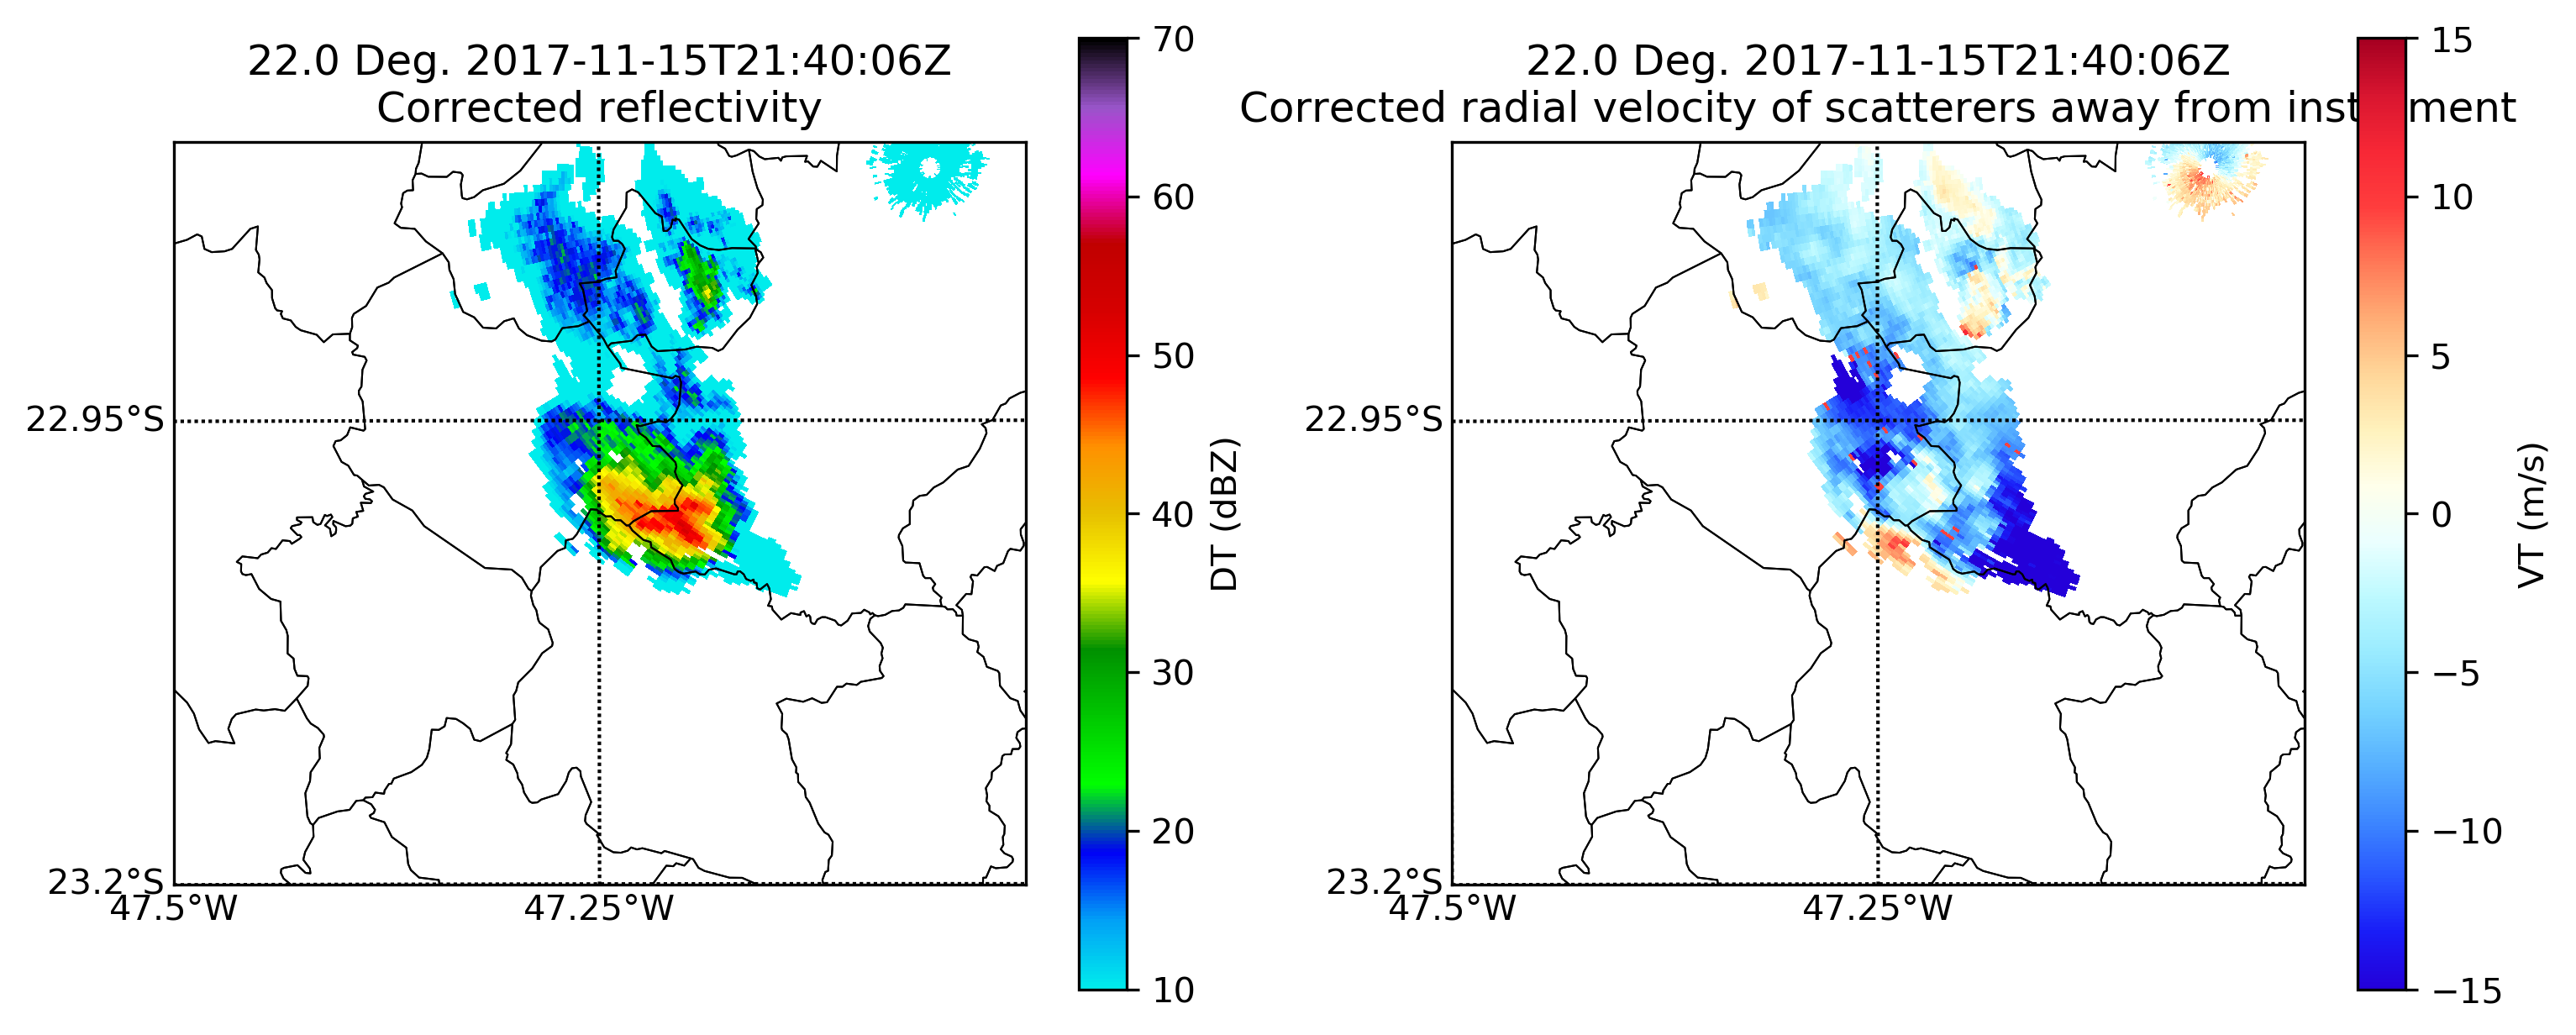 22.0 Deg. 2017-11-15T21:40:06Z
Corrected reflectivity
22.95°S
23.2°S
47.5°W
47.25°W
70
60
50
40
30
20
10
DT (dBZ)
22.0 Deg. 2017-11-15T21:40:06Z
Corrected radial velocity of scatterers away from inst ment
22.95°S
23.2°S
47.5°W
47.25°W
15
10
5
0
−5
−10
−15
VT (m/s)